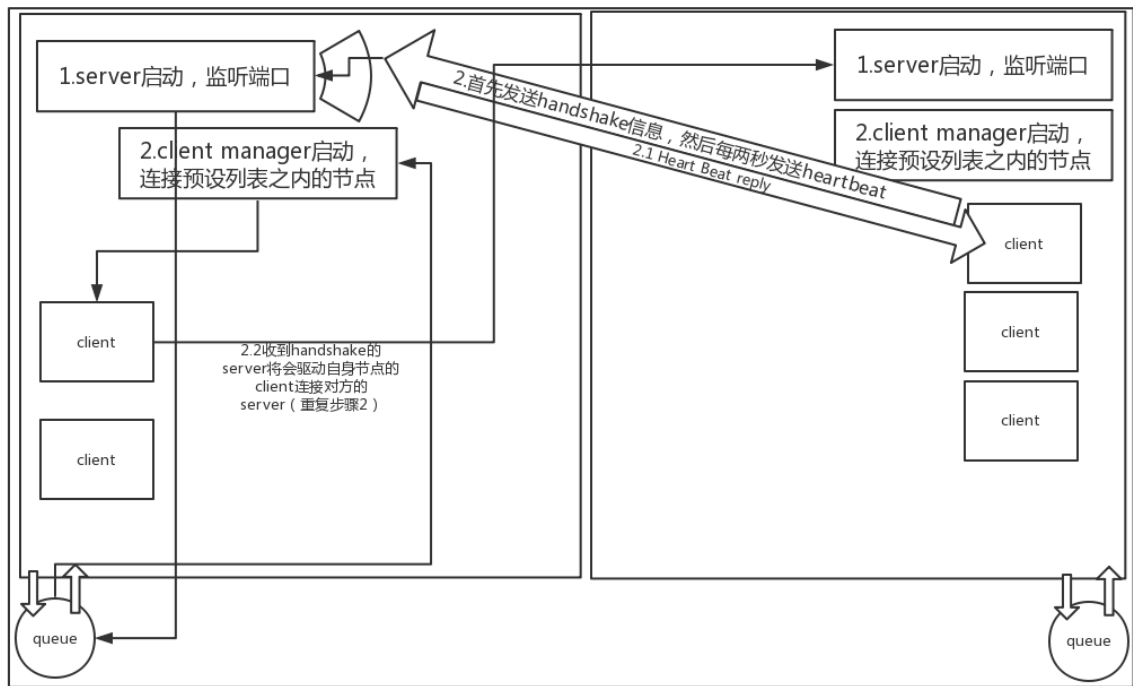 1.server启动，监听端口
2.client manager启动，
连接预设列表之内的节点
client
2.2收到handshake的
server将会驱动自身节点的
client连接对方的
server（重复步骤2）
client
queue
2.首先发送handshake信息，然后每两秒发送heartbeat
2.1 Heart Beat reply
1.server启动，监听端口
2.client manager启动，
连接预设列表之内的节点
client
client
client
queue